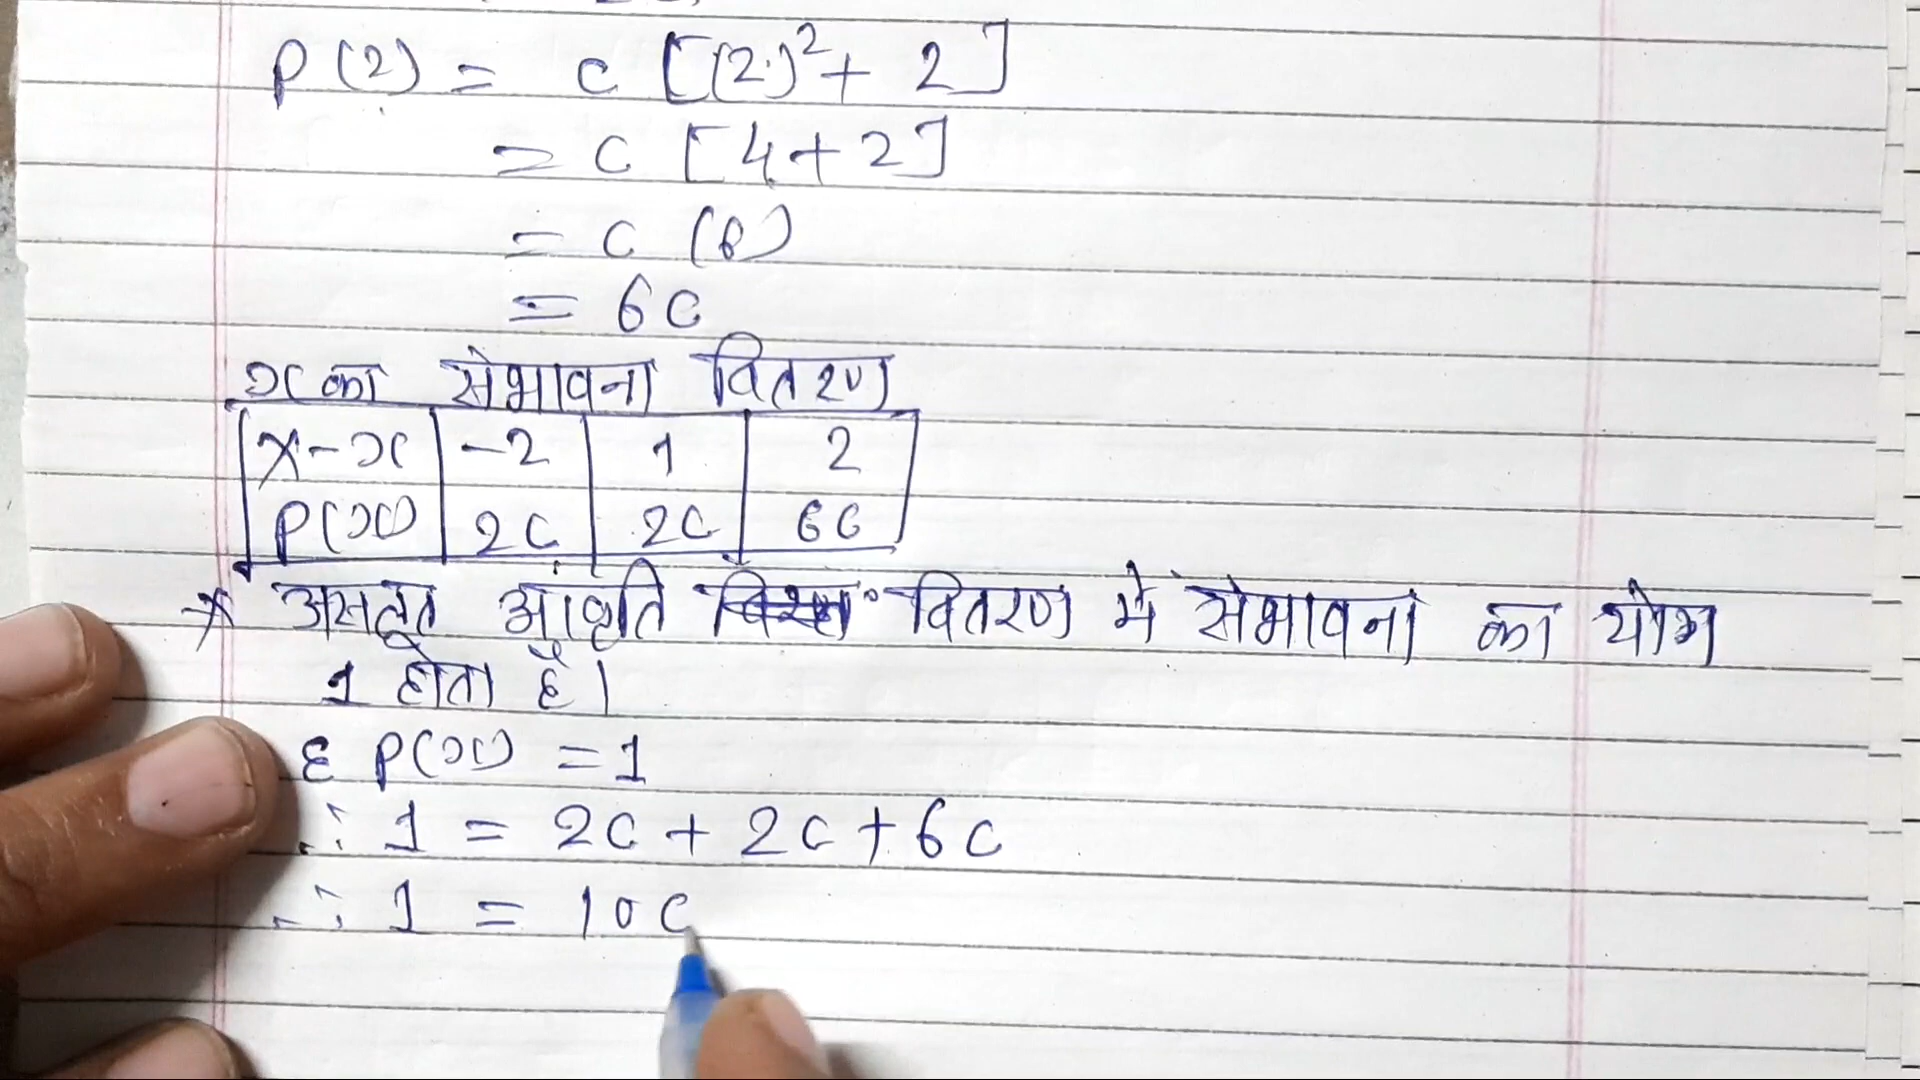 P(2) = C [(2)²+ 2]
= C [4+2]
= C (6)
= 6C
x का संभावना वितरण
X-x -2 1 2
P(x) 2C 2C 6C
* असतत आवृति वितरण में संभावना का योग
1 होता है।
Ɛ P(x) = 1
∴ 1 = 2C + 2C + 6C
∴ 1 = 10C